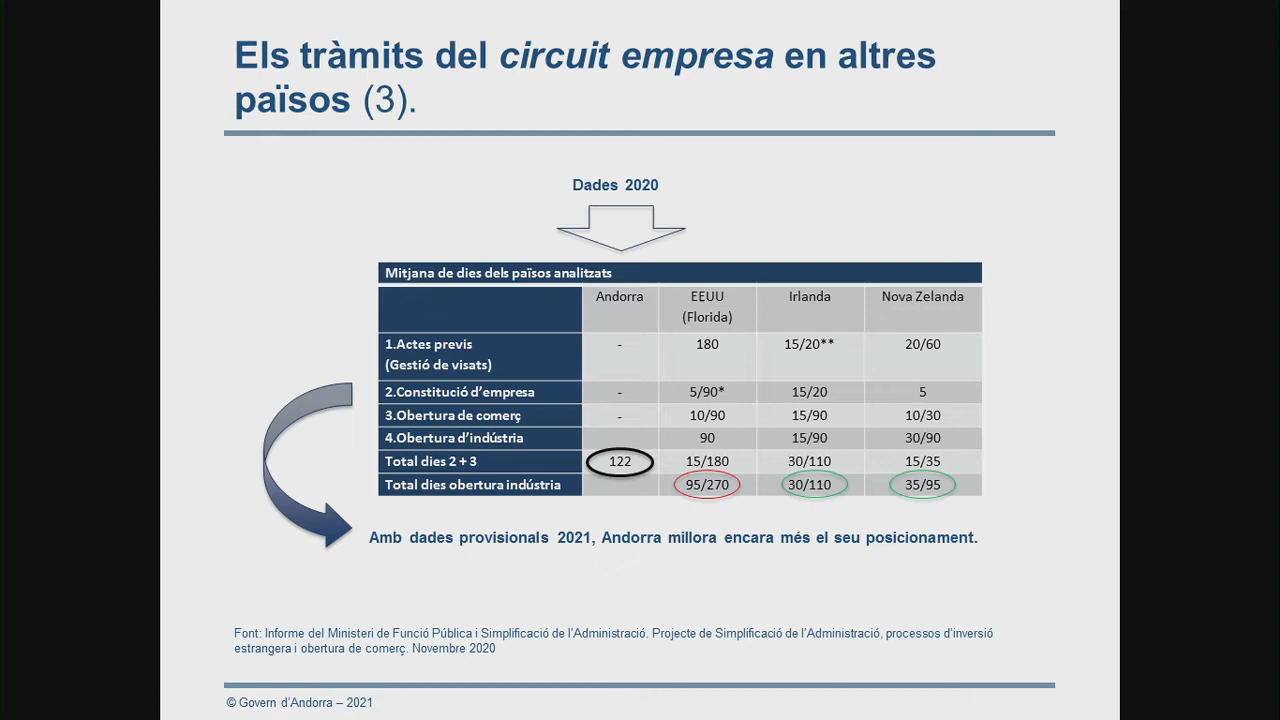 Els tràmits del circuit empresa en altres
països (3).
Dades 2020
Mitjana de dies dels països analitzats
Andorra EEUU (Florida) Irlanda Nova Zelanda
1.Actes previs (Gestió de visats) - 180 15/20** 20/60
2.Constitució d'empresa - 5/90* 15/20 5
3.Obertura de comerç - 10/90 15/90 10/30
4.Obertura d'indústria 90 15/90 30/90
Total dies 2 + 3 122 15/180 30/110 15/35
Total dies obertura indústria 95/270 30/110 35/95
Amb dades provisionals 2021, Andorra millora encara més el seu posicionament.
Font: Informe del Ministeri de Funció Pública i Simplificació de l'Administració. Projecte de Simplificació de l'Administració, processos d'inversió
estrangera i obertura de comerç. Novembre 2020
© Govern d'Andorra – 2021